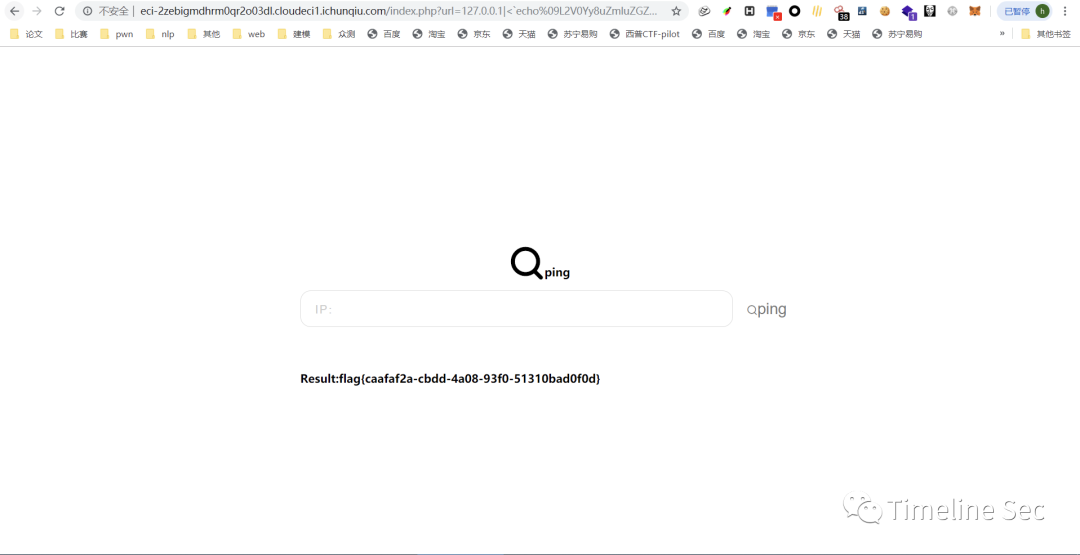 不安全 | eci-2zebigmdhrm0qr2o03dl.cloudeci1.ichunqiu.com/index.php?url=127.0.0.1|<`echo%09L2V0Yy8uZmluZGZ... 38 1 已暂停 h
论文 比赛 pwn nlp 其他 web 建模 众测 百度 淘宝 京东 天猫 苏宁易购 西普CTF-pilot 百度 淘宝 京东 天猫 苏宁易购 » 其他书签
ping
IP: ping
Result:flag{caafaf2a-cbdd-4a08-93f0-51310bad0f0d}
Timeline Sec